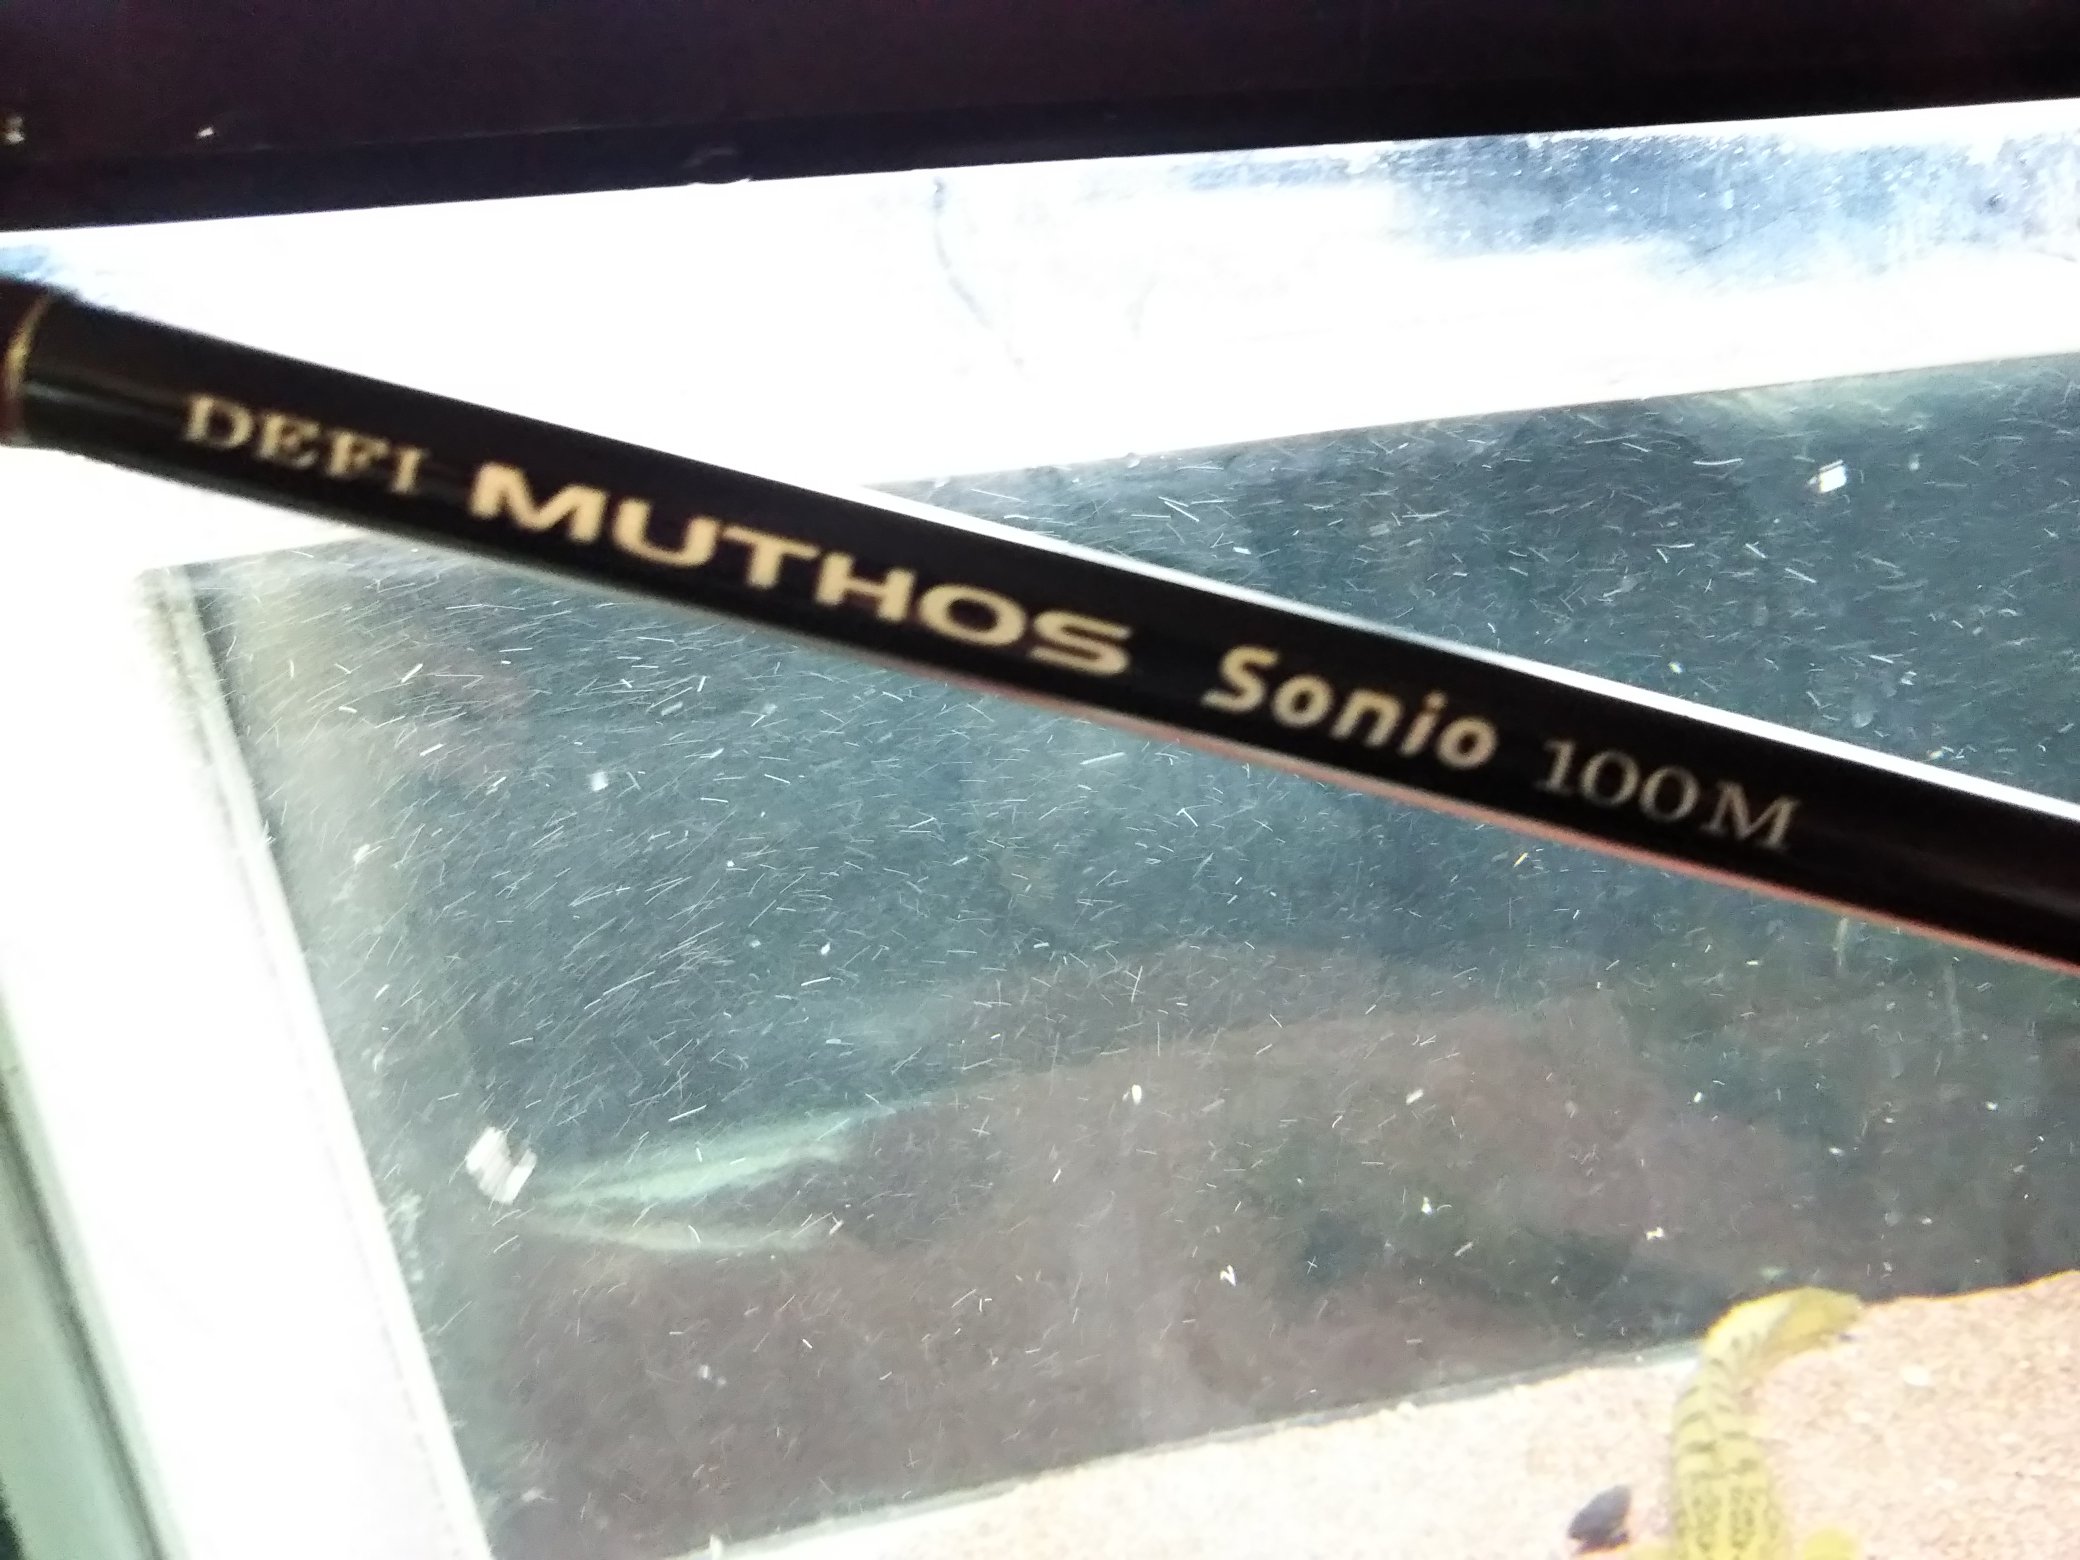 DEFI MUTHOS Sonio 100M